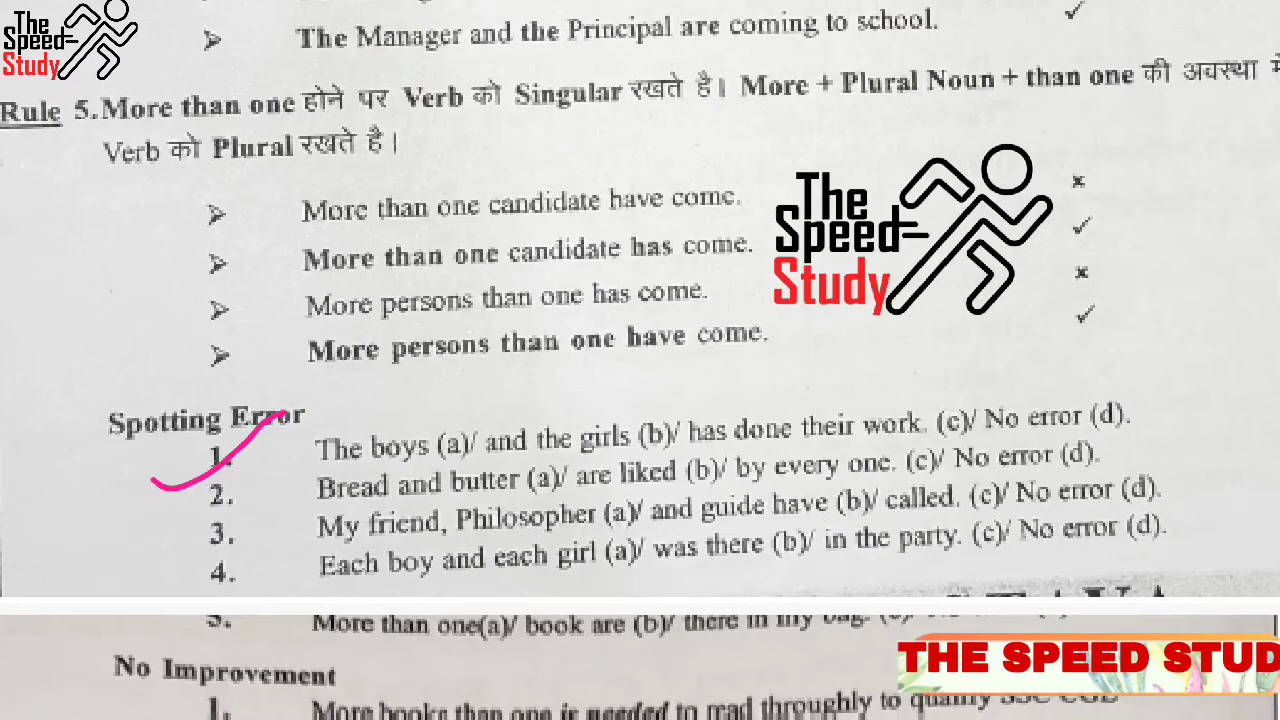 The
Speed
Study
The Manager and the Principal are coming to school.
Rule 5. More than one होने पर Verb को Singular रखते है। More + Plural Noun + than one की अवस्था में
Verb को Plural रखते है।
More than one candidate have come.
More than one candidate has come.
More persons than one has come.
More persons than one have come.
The
Speed
Study
Spotting Error
1. The boys (a)/ and the girls (b)/ has done their work. (c)/ No error (d).
2. Bread and butter (a)/ are liked (b)/ by every one. (c)/ No error (d).
3. My friend, Philosopher (a)/ and guide have (b)/ called. (c)/ No error (d).
4. Each boy and each girl (a)/ was there (b)/ in the party. (c)/ No error (d).
5. More than one(a)/ book are (b)/ there in my bag.
THE SPEED STUD
No Improvement
1. More books than one is needed to read throughly to qualify SSC CGL